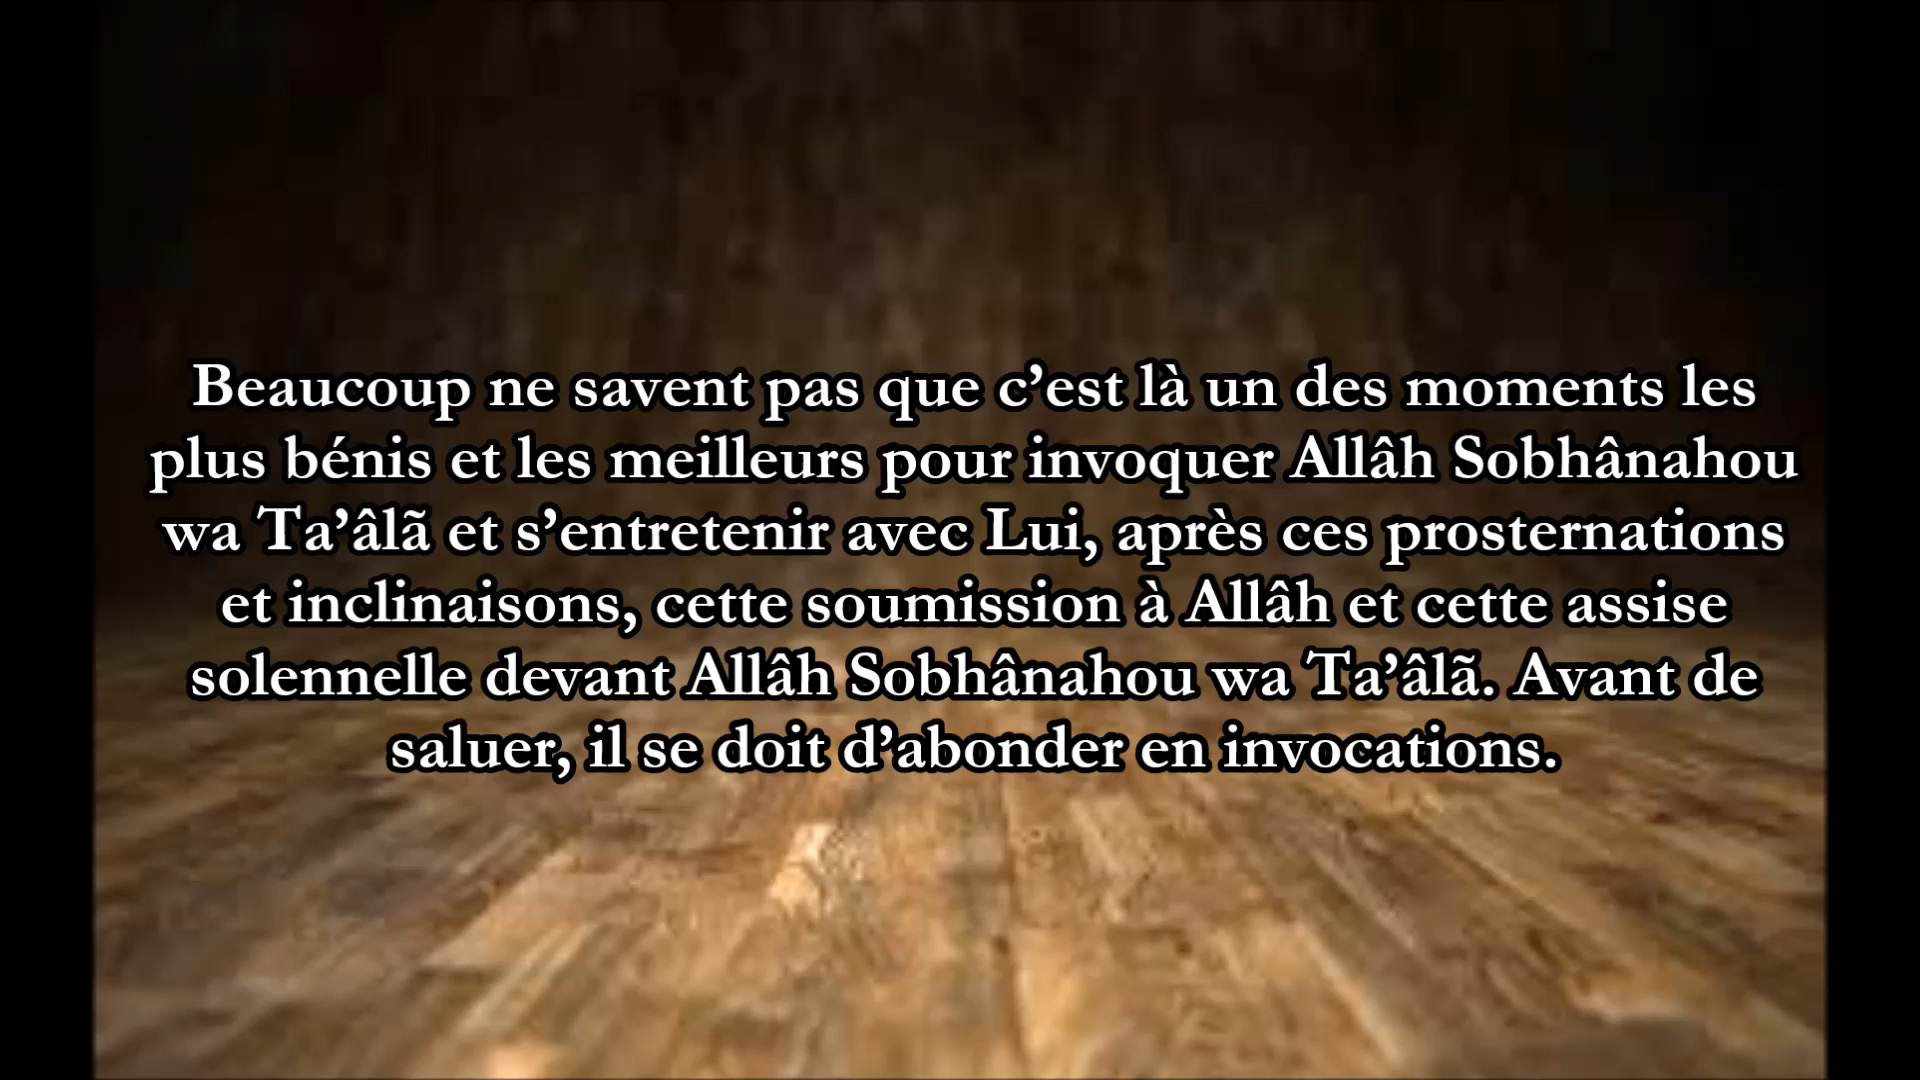 Beaucoup ne savent pas que c’est là un des moments les
plus bénis et les meilleurs pour invoquer Allâh Sobhânahou
wa Ta’âlã et s’entretenir avec Lui, après ces prosternations
et inclinaisons, cette soumission à Allâh et cette assise
solennelle devant Allâh Sobhânahou wa Ta’âlã. Avant de
saluer, il se doit d’abonder en invocations.